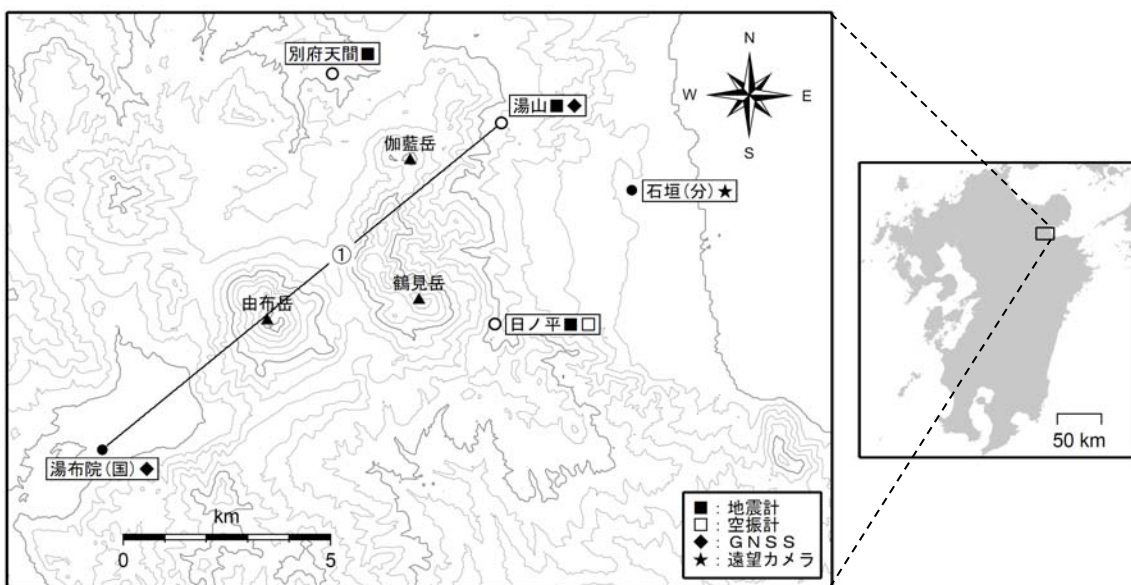 N
別府天間■
湯山■◆
W
E
伽藍岳
S
石垣(分)★
①
鶴見岳
由布岳
日ノ平■□
湯布院(国)◆
50 km
km
0
5
■:地震計
□:空振計
◆:GNSS
★:遠望カメラ